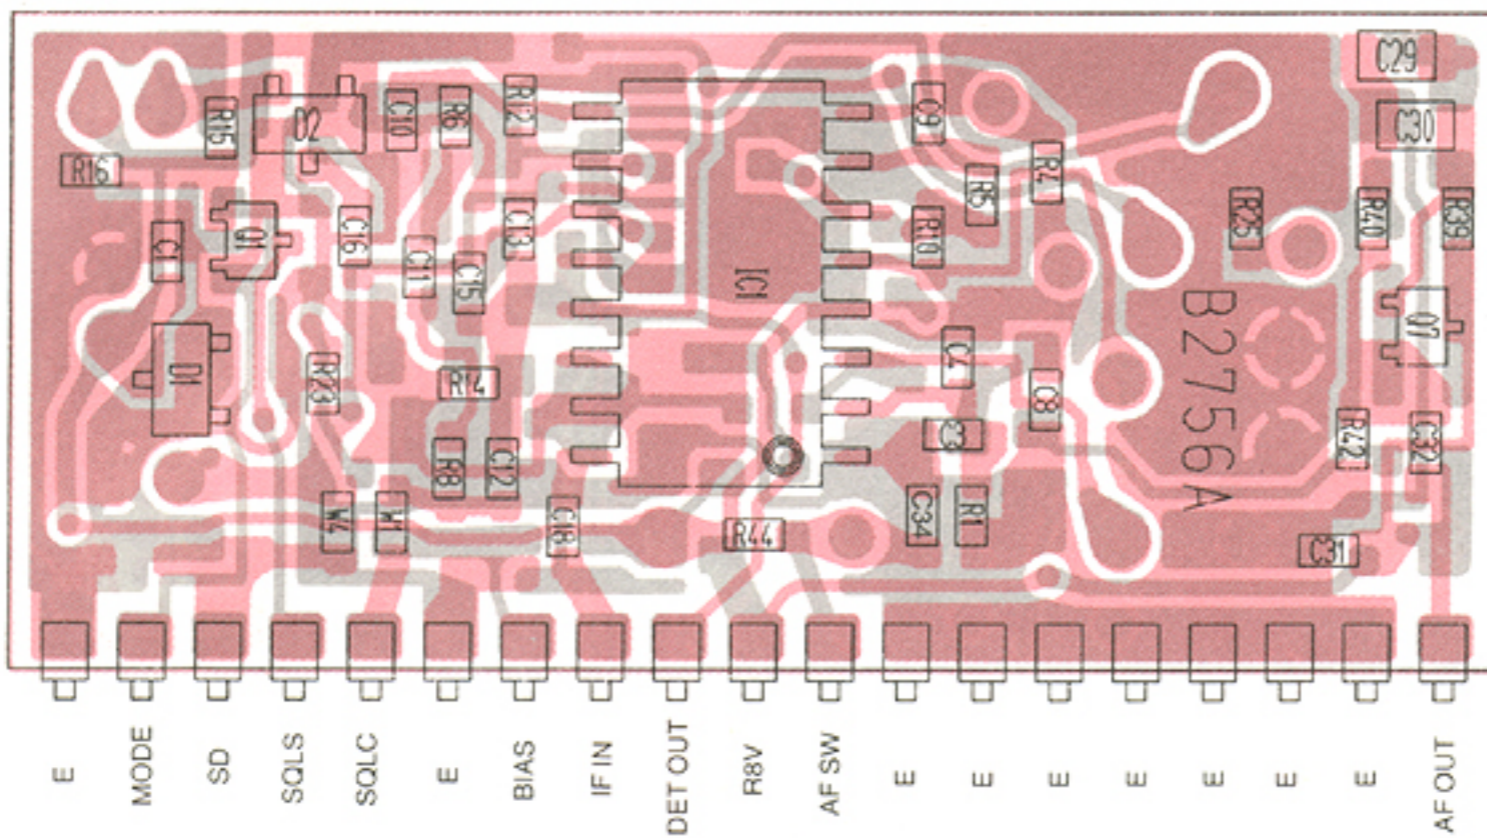 C29
R15
D2
C10
R6
R12
C9
C30
R16
R4
R5
C1
Q1
C16
C13
R10
R25
R40
R39
C11
C15
IC1
B2756A
Q7
D1
R23
R14
C4
C8
R8
C12
C3
R42
C32
W4
W1
C18
R44
C34
R1
C31
E
MODE
SD
SQLS
SQLC
E
BIAS
IF IN
DET OUT
R8V
AF SW
E
E
E
E
E
E
E
AF OUT